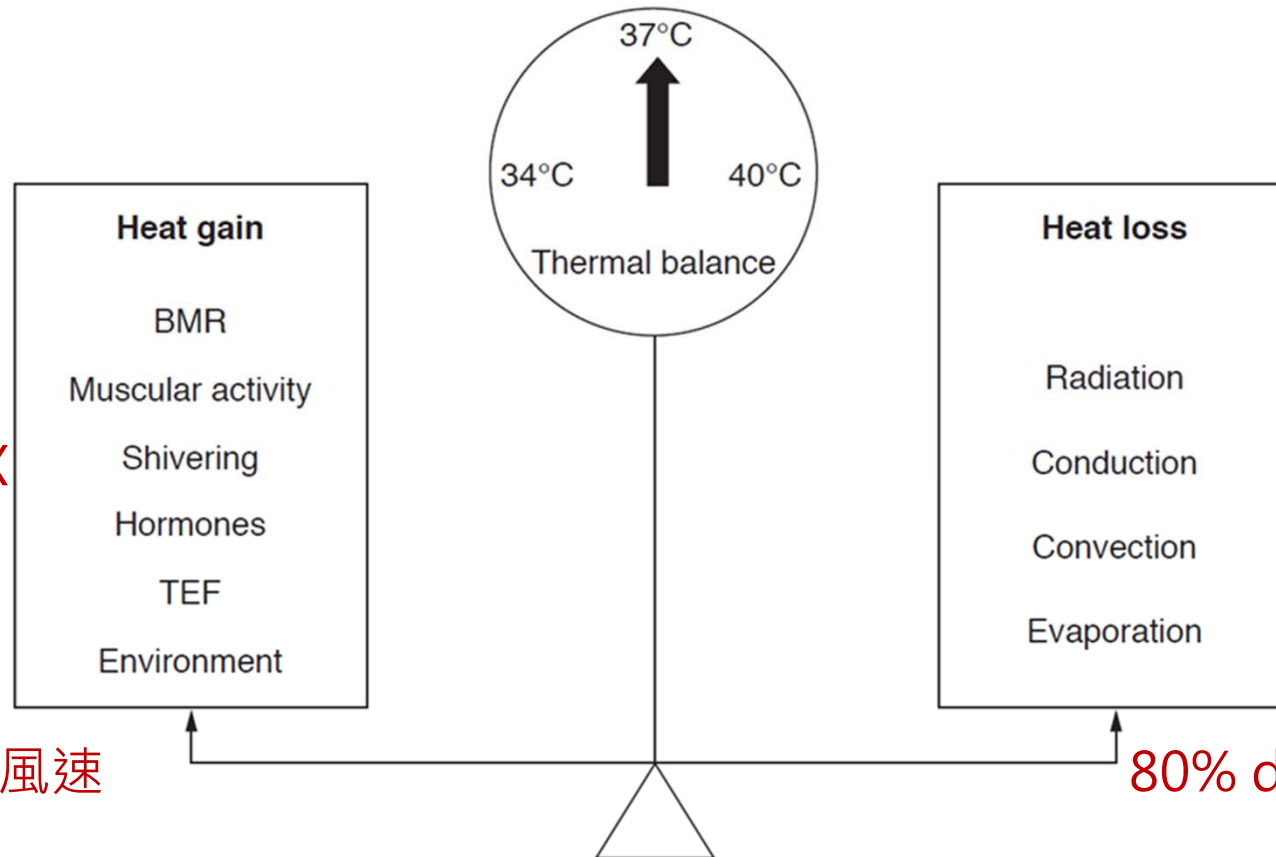 37°C
34°C
40°C
Thermal balance
Heat gain
BMR
Muscular activity
Shivering
Hormones
TEF
Environment
Heat loss
Radiation
Conduction
Convection
Evaporation
風速
80%